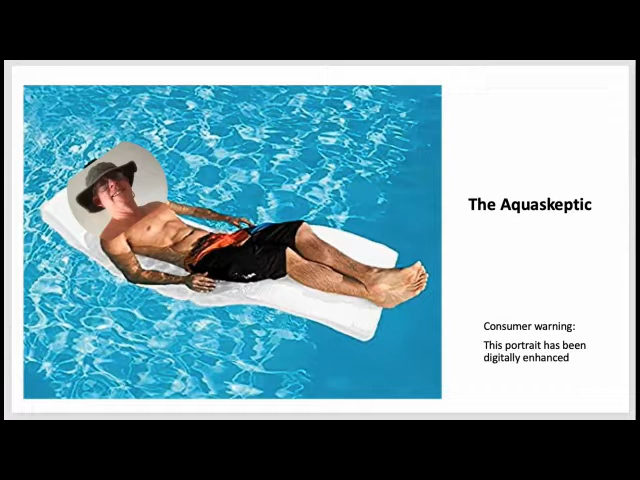 The Aquaskeptic
Consumer warning:
This portrait has been
digitally enhanced